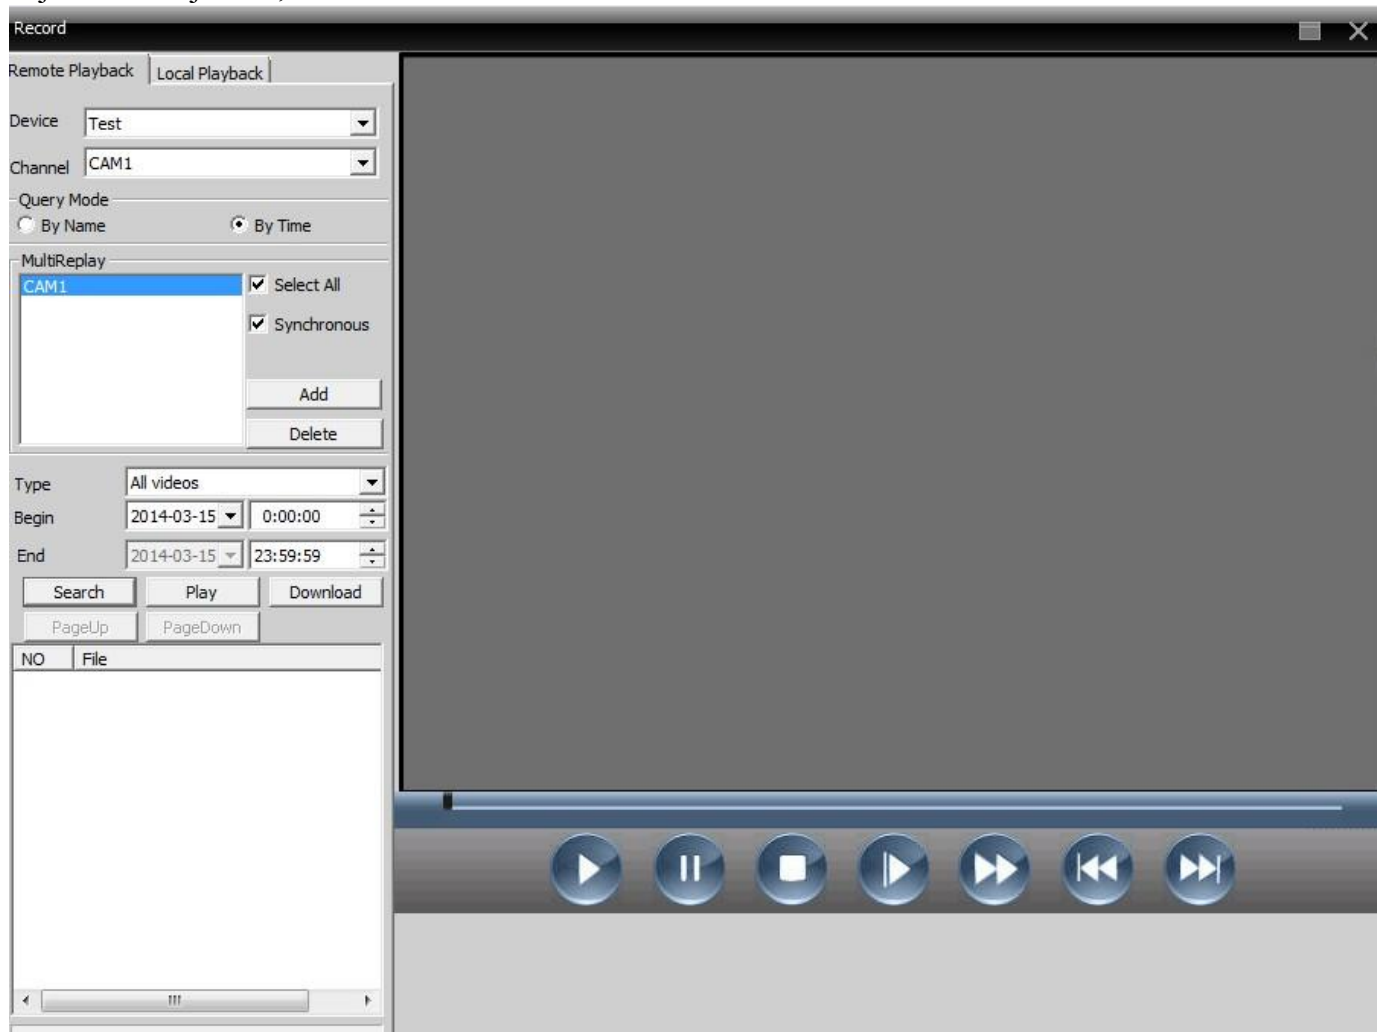 Record
Remote Playback Local Playback
Device Test
Channel CAM1
Query Mode
By Name By Time
MultiReplay
CAM1 Select All
Synchronous
Add
Delete
Type All videos
Begin 2014-03-15 0:00:00
End 2014-03-15 23:59:59
Search Play Download
PageUp PageDown
NO File